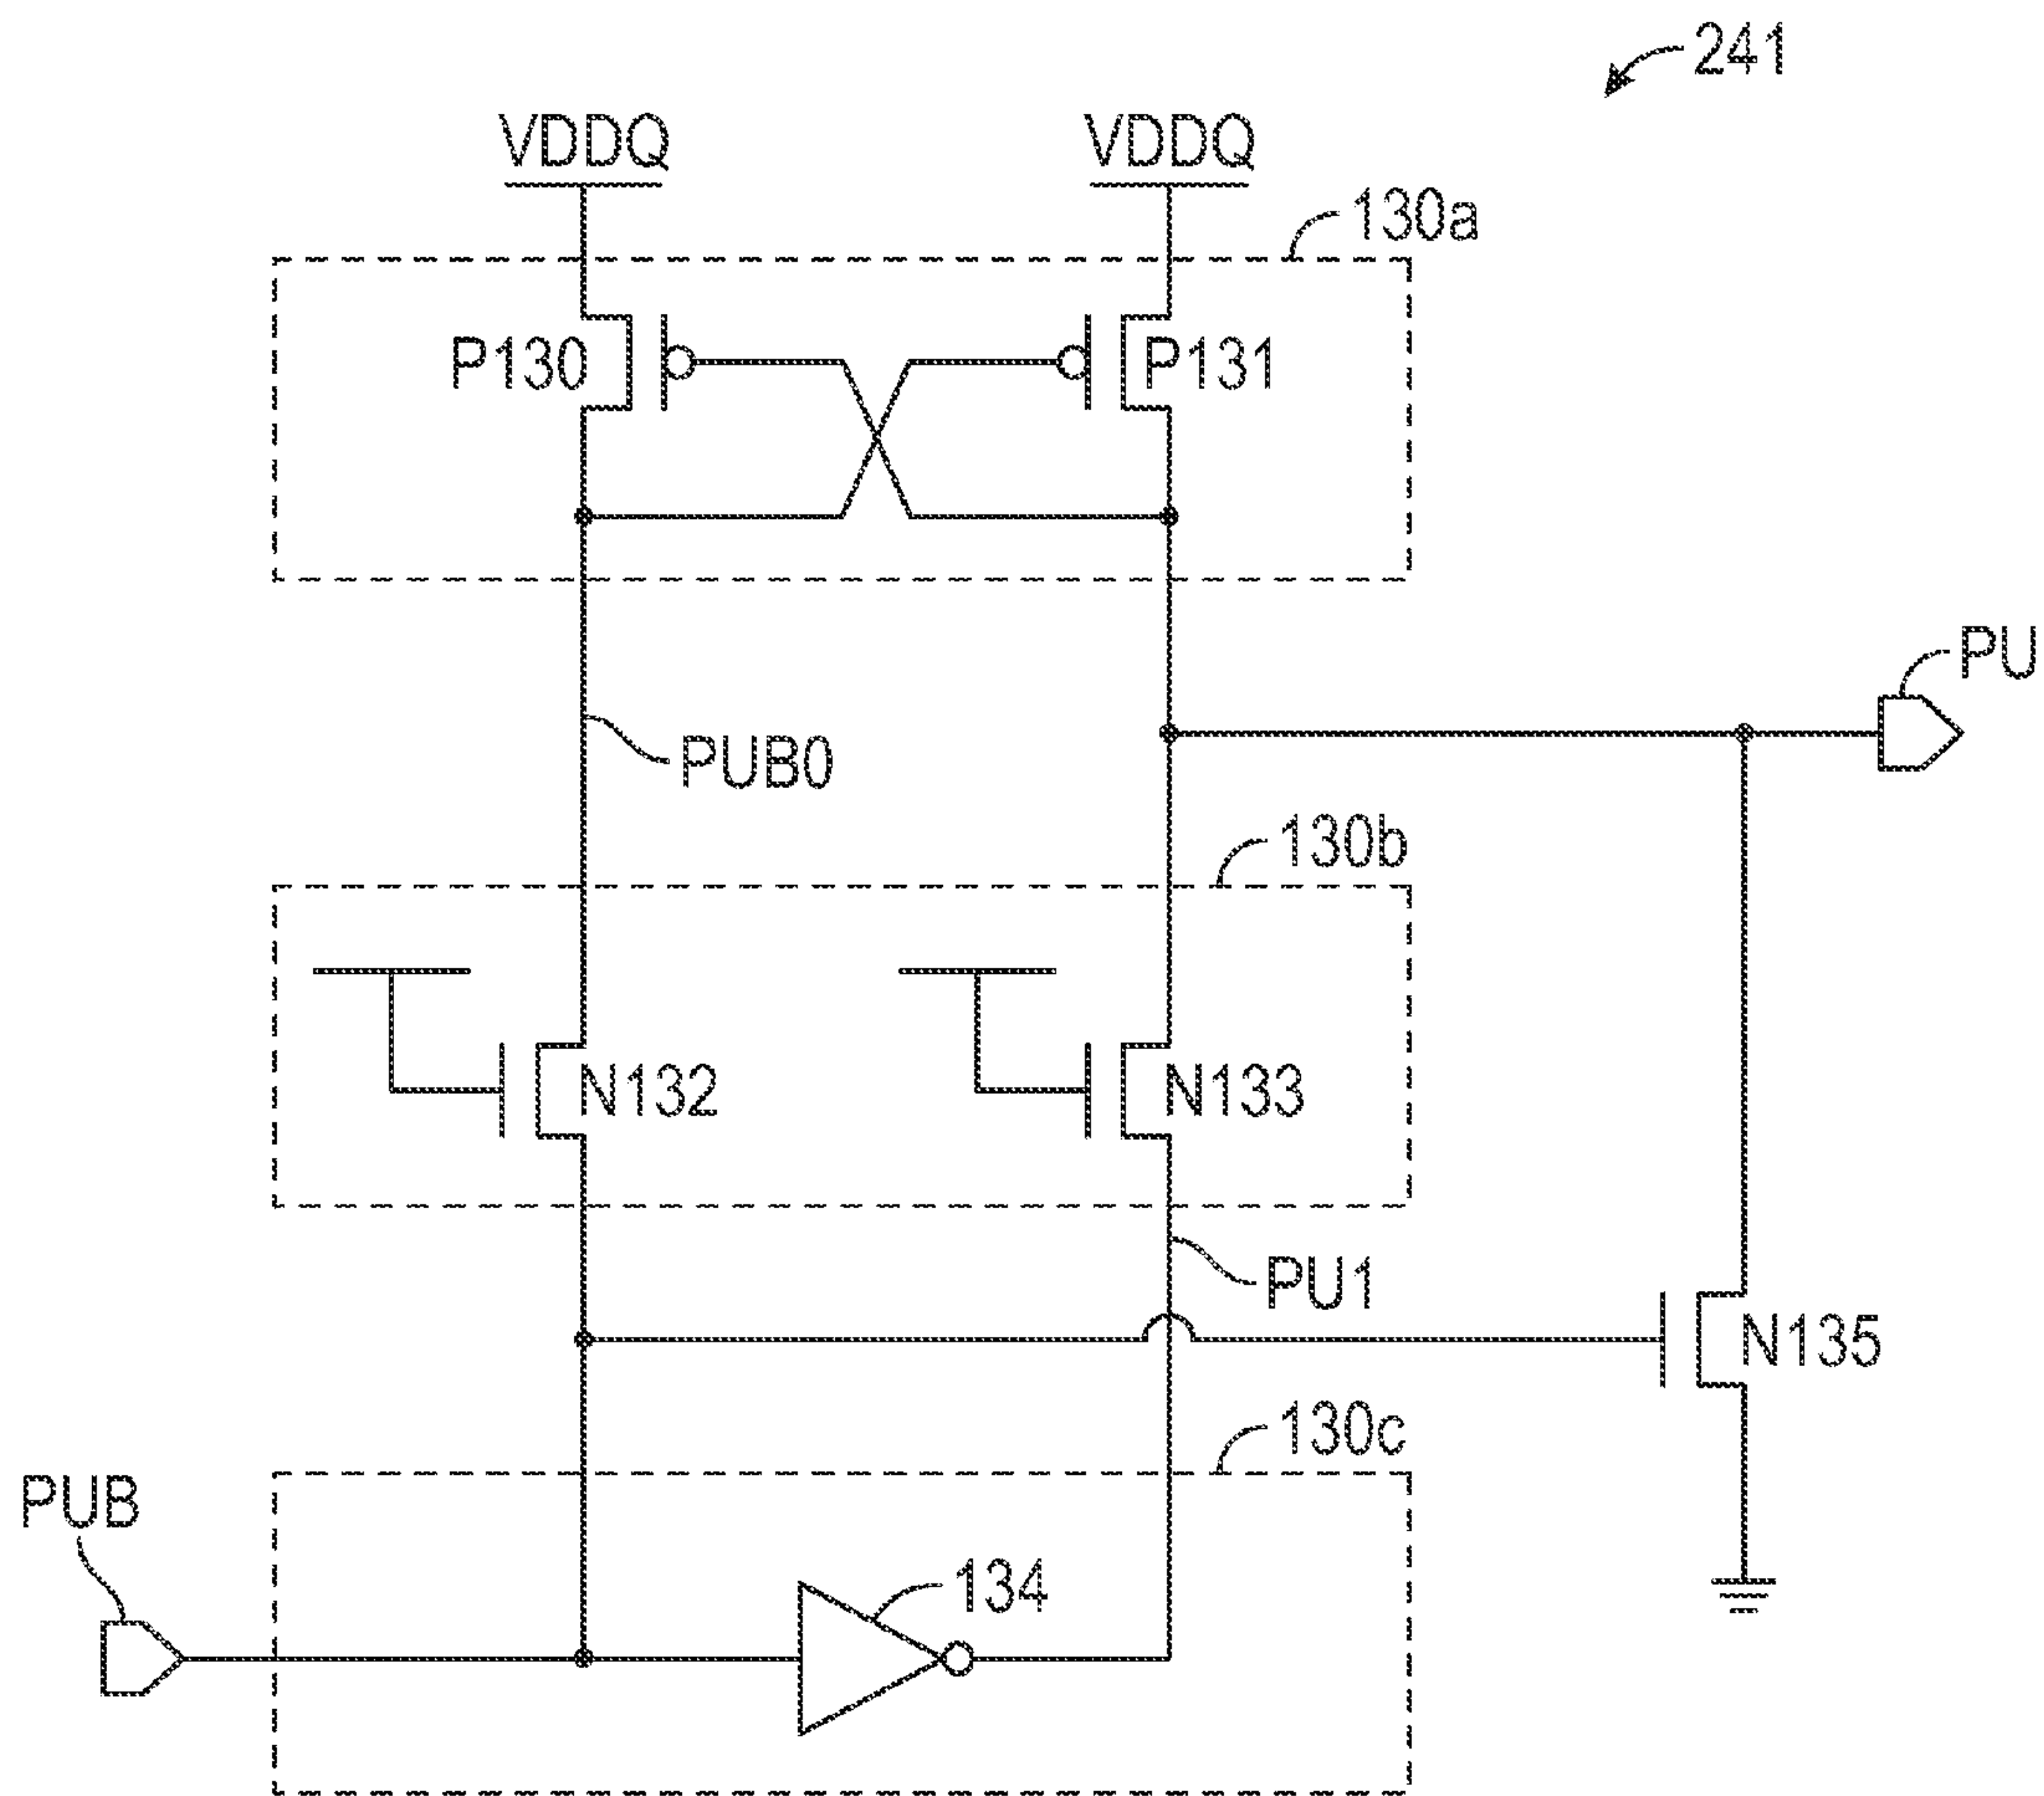 241
VDDQ VDDQ
130a
P130 P131
PU
PUB0
130b
N132 N133
PU1
N135
130c
PUB
134